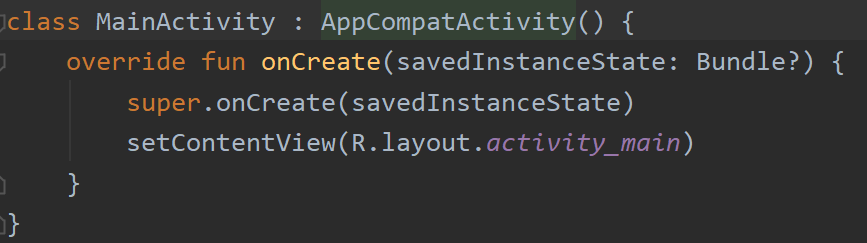 class MainActivity : AppCompatActivity() {
    override fun onCreate(savedInstanceState: Bundle?) {
        super.onCreate(savedInstanceState)
        setContentView(R.layout.activity_main)
    }
}